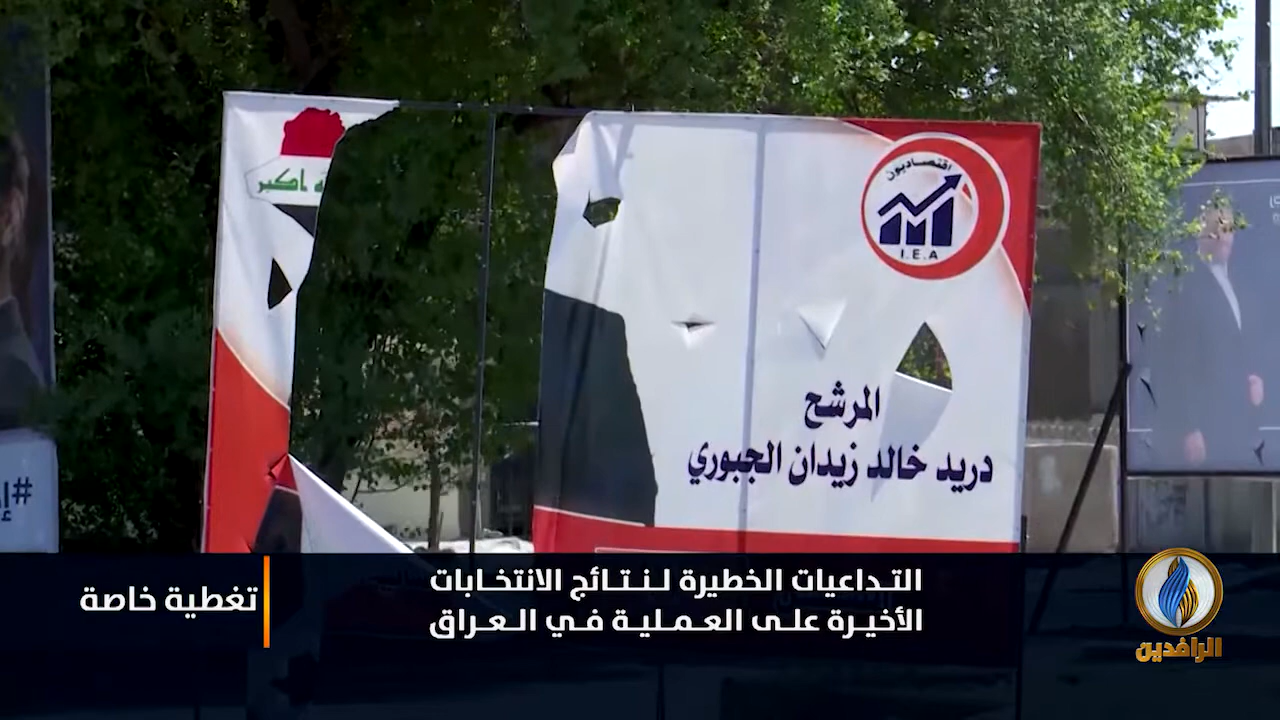 اقتصاديون
I.E.A
المرشح
دريد خالد زيدان الجبوري
التداعيات الخطيرة لنتائج الانتخابات
الأخيرة على العملية في العراق
تغطية خاصة
الرافدين